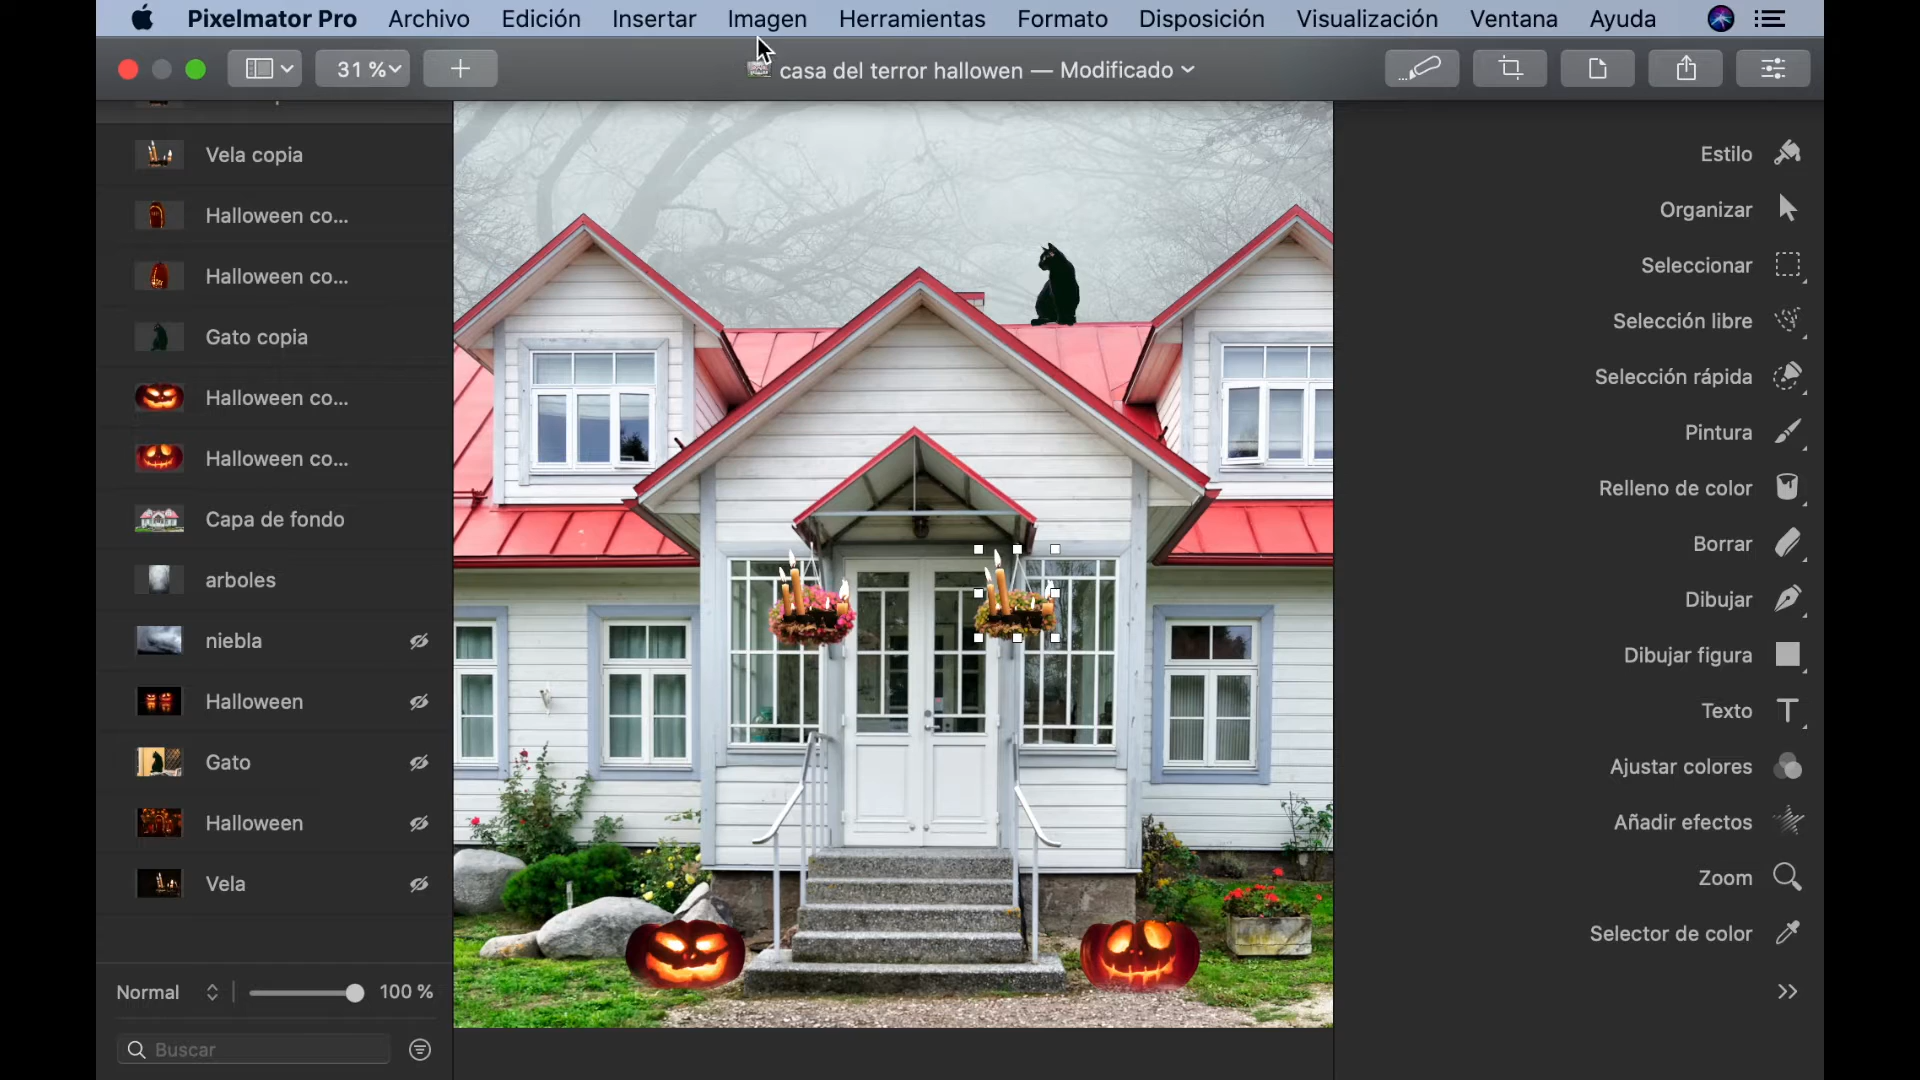 Pixelmator Pro Archivo Edición Insertar Imagen Herramientas Formato Disposición Visualización Ventana Ayuda
31 %
casa del terror hallowen — Modificado
Vela copia
Halloween co...
Halloween co...
Gato copia
Halloween co...
Halloween co...
Capa de fondo
arboles
niebla
Halloween
Gato
Halloween
Vela
Normal 100 %
Buscar
Estilo
Organizar
Seleccionar
Selección libre
Selección rápida
Pintura
Relleno de color
Borrar
Dibujar
Dibujar figura
Texto
Ajustar colores
Añadir efectos
Zoom
Selector de color